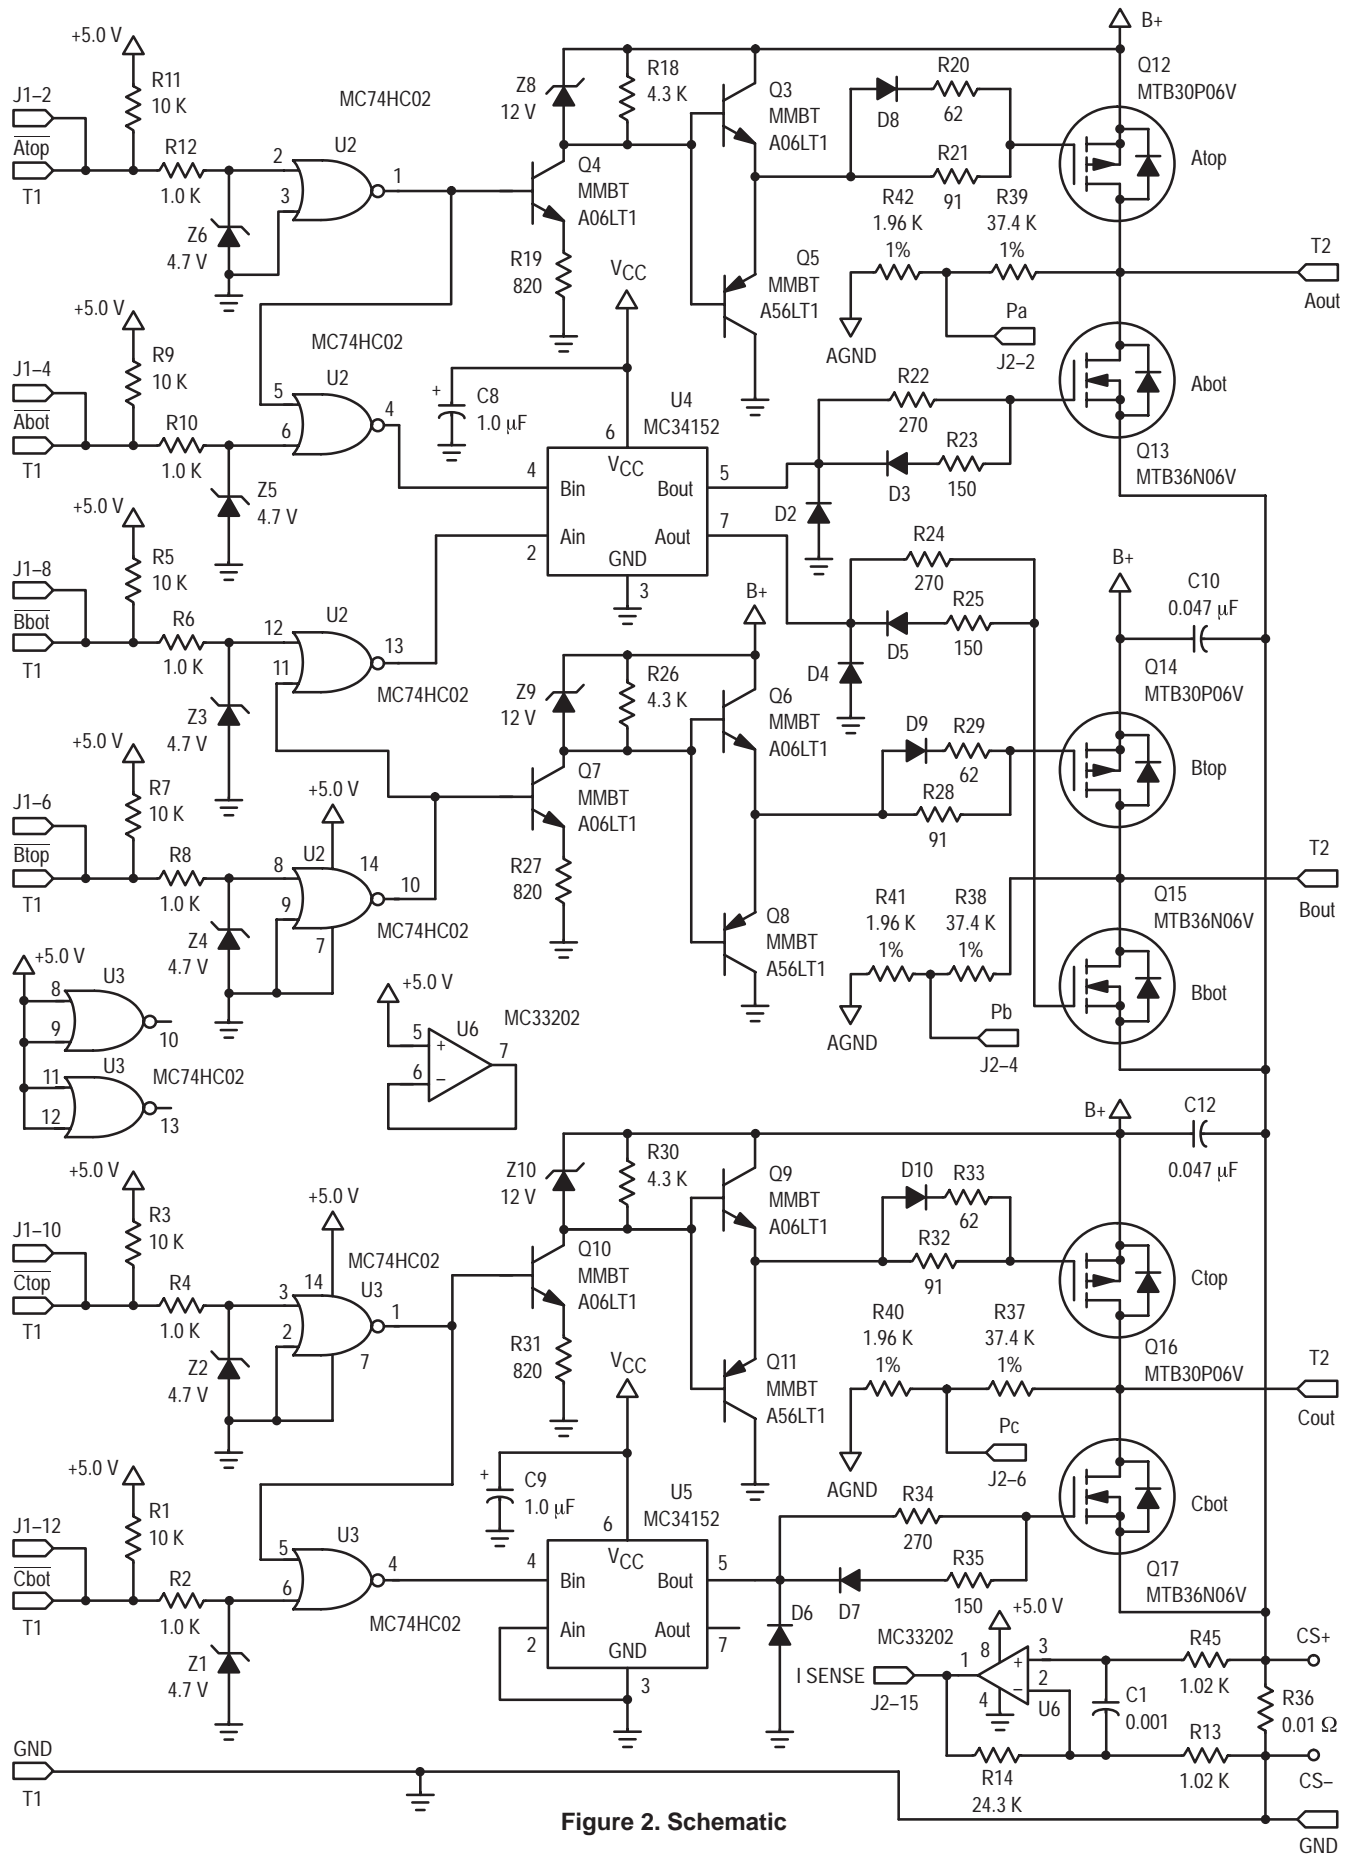 B+
+5.0 V
R11
10 K
J1–2
Atop
T1
R12
1.0 K
MC74HC02
U2
2
3
1
Z6
4.7 V
Z8
12 V
R18
4.3 K
Q4
MMBT
A06LT1
R19
820
Q3
MMBT
A06LT1
Q5
MMBT
A56LT1
D8
R20
62
R21
91
Q12
MTB30P06V
Atop
R42
1.96 K
1%
R39
37.4 K
1%
T2
Aout
AGND
Pa
J2–2
+5.0 V
R9
10 K
J1–4
Abot
T1
R10
1.0 K
MC74HC02
U2
5
6
4
Z5
4.7 V
VCC
+
C8
1.0 µF
U4
MC34152
6
VCC
4
Bin
Bout
5
Ain
Aout
7
2
GND
3
R22
270
R23
150
D3
D2
Abot
Q13
MTB36N06V
+5.0 V
R5
10 K
J1–8
Bbot
T1
R6
1.0 K
U2
12
11
13
MC74HC02
Z3
4.7 V
B+
R24
270
R25
150
D5
D4
B+
C10
0.047 µF
Q14
MTB30P06V
Z9
12 V
R26
4.3 K
Q6
MMBT
A06LT1
D9
R29
62
R28
91
Btop
+5.0 V
R7
10 K
J1–6
Btop
T1
R8
1.0 K
+5.0 V
U2
14
8
9
10
7
MC74HC02
Z4
4.7 V
Q7
MMBT
A06LT1
R27
820
Q8
MMBT
A56LT1
R41
1.96 K
1%
R38
37.4 K
1%
T2
Bout
Q15
MTB36N06V
Bbot
AGND
Pb
J2–4
+5.0 V
U3
8
9
10
U3
11
12
13
MC74HC02
+5.0 V
U6
MC33202
5
+
6
–
7
B+
C12
0.047 µF
+5.0 V
R3
10 K
J1–10
Ctop
T1
R4
1.0 K
+5.0 V
MC74HC02
14
U3
3
2
1
7
Z2
4.7 V
Z10
12 V
R30
4.3 K
Q10
MMBT
A06LT1
R31
820
Q9
MMBT
A06LT1
Q11
MMBT
A56LT1
D10
R33
62
R32
91
Ctop
Q16
MTB30P06V
R40
1.96 K
1%
R37
37.4 K
1%
T2
Cout
AGND
Pc
J2–6
+5.0 V
R1
10 K
J1–12
Cbot
T1
R2
1.0 K
U3
5
6
4
MC74HC02
Z1
4.7 V
VCC
+
C9
1.0 µF
U5
MC34152
6
VCC
4
Bin
Bout
5
Ain
Aout
2
7
GND
3
R34
270
R35
150
D7
D6
Cbot
Q17
MTB36N06V
+5.0 V
MC33202
8
3
+
1
2
–
4
U6
I SENSE
J2–15
C1
0.001
R45
1.02 K
CS+
R36
0.01 Ω
R13
1.02 K
CS–
R14
24.3 K
GND
T1
GND
Figure 2. Schematic